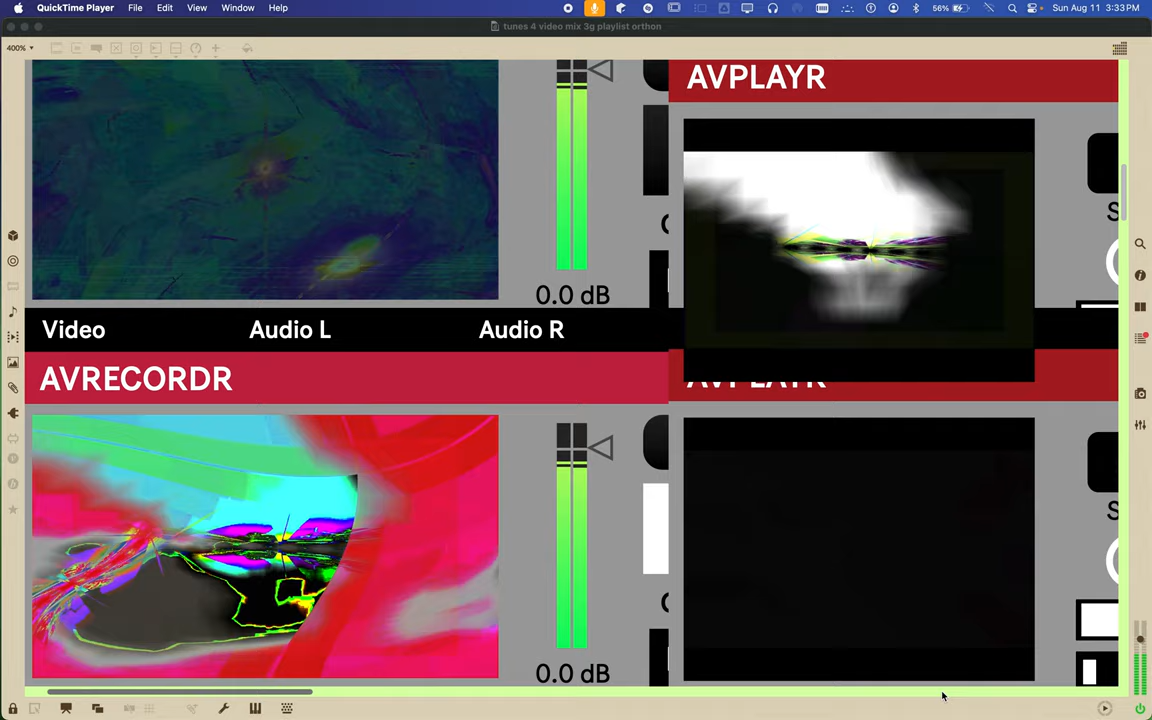 QuickTime Player File Edit View Window Help 56% Sun Aug 11 3:33 PM
tunes 4 video mix 3g playlist orthon
400%
AVPLAYR
0.0 dB
Video Audio L Audio R
AVRECORDR
AVPLAYR
0.0 dB